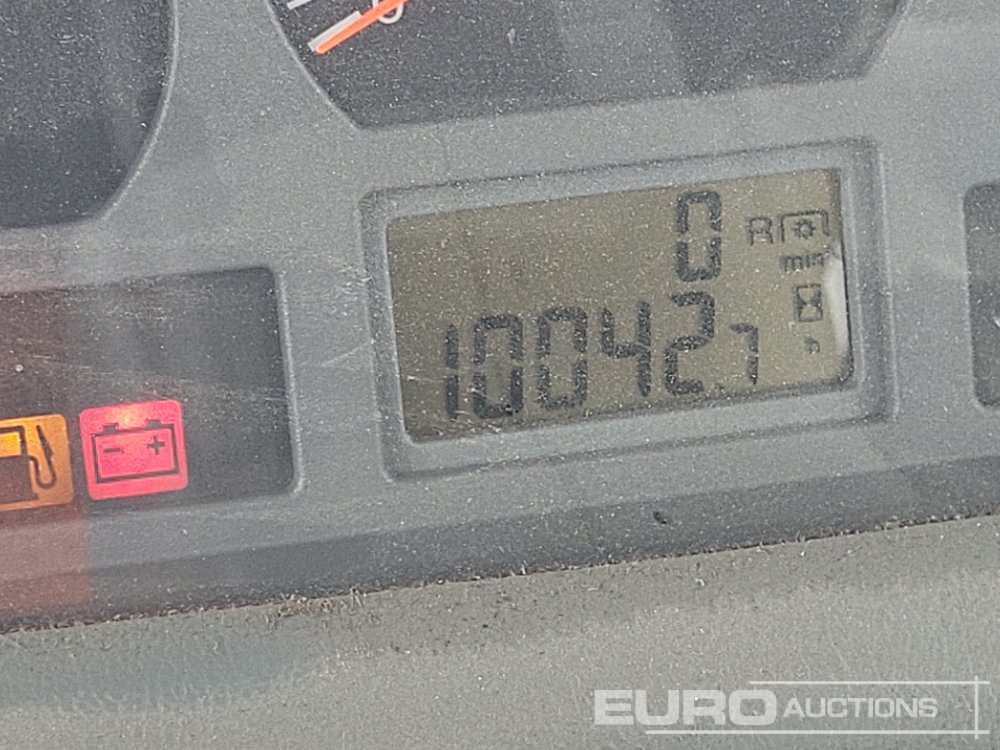 0 R
min
10042.7
h
EURO AUCTIONS